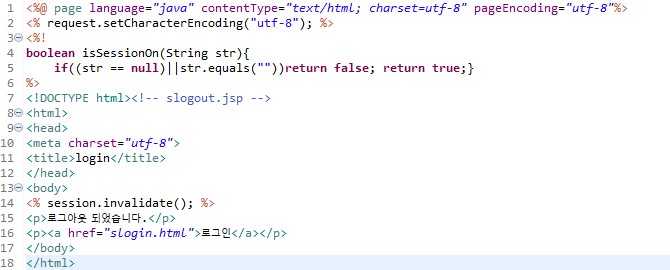 1 <%@ page language="java" contentType="text/html; charset=utf-8" pageEncoding="utf-8"%>
2 <% request.setCharacterEncoding("utf-8"); %>
3 <%!
4 boolean isSessionOn(String str){
5     if((str == null)||str.equals(""))return false; return true;}
6 %>
7 <!DOCTYPE html><!-- slogout.jsp -->
8 <html>
9 <head>
10 <meta charset="utf-8">
11 <title>login</title>
12 </head>
13 <body>
14 <% session.invalidate(); %>
15 <p>로그아웃 되었습니다.</p>
16 <p><a href="slogin.html">로그인</a></p>
17 </body>
18 </html>